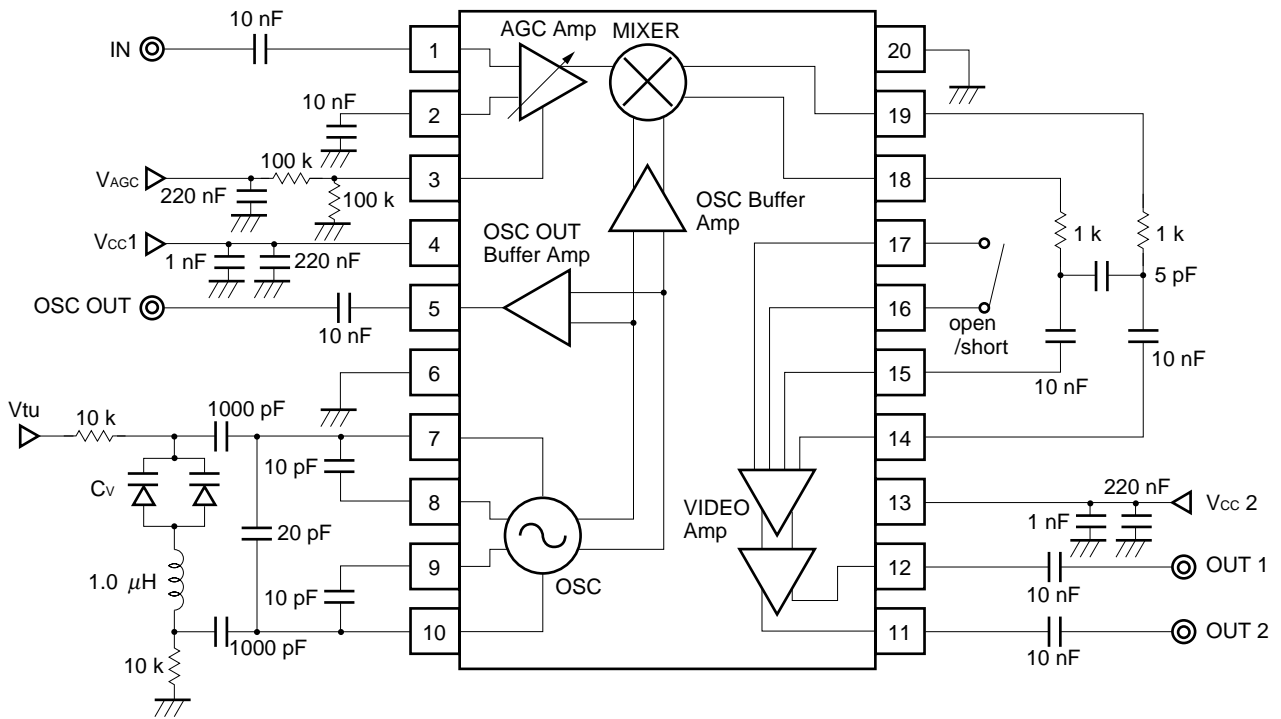 10 nF
IN
1
AGC Amp
MIXER
20
10 nF
2
19
VAGC
100 k
220 nF
100 k
3
18
OSC Buffer
Amp
1 k
1 k
VCC1
1 nF
220 nF
4
OSC OUT
Buffer Amp
17
5 pF
OSC OUT
10 nF
5
16
open
/short
10 nF
10 nF
6
15
Vtu
10 k
1000 pF
7
14
10 pF
CV
8
VIDEO
Amp
13
220 nF
1 nF
VCC 2
20 pF
1.0 μH
9
OSC
12
10 nF
OUT 1
10 pF
10
11
1000 pF
10 nF
OUT 2
10 k